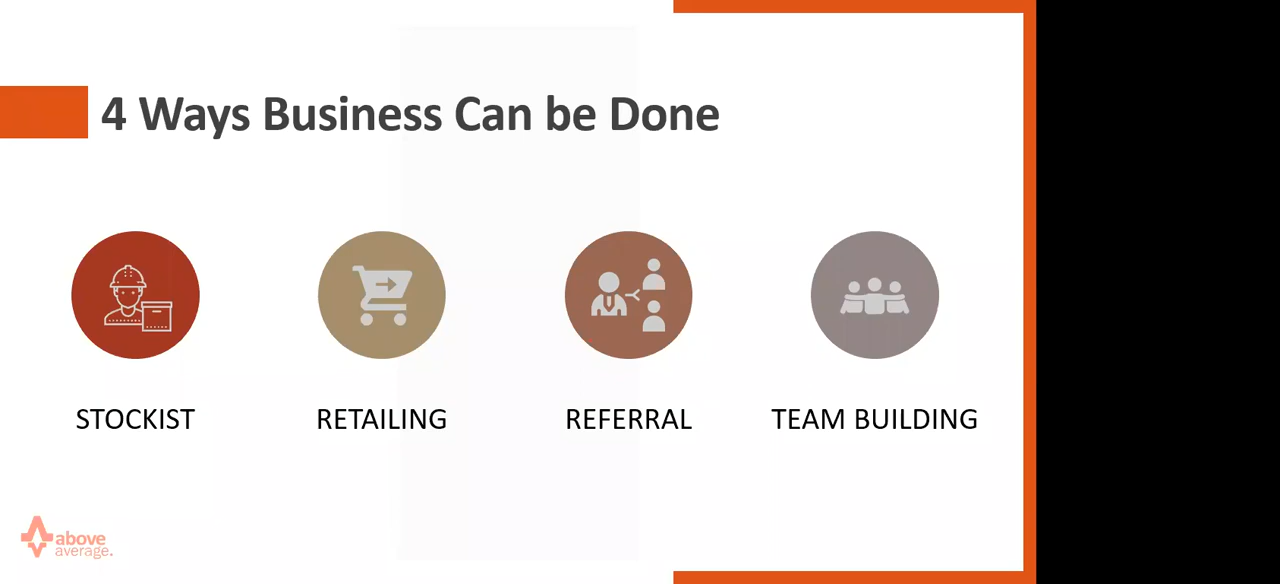 4 Ways Business Can be Done
STOCKIST
RETAILING
REFERRAL
TEAM BUILDING
above
average.